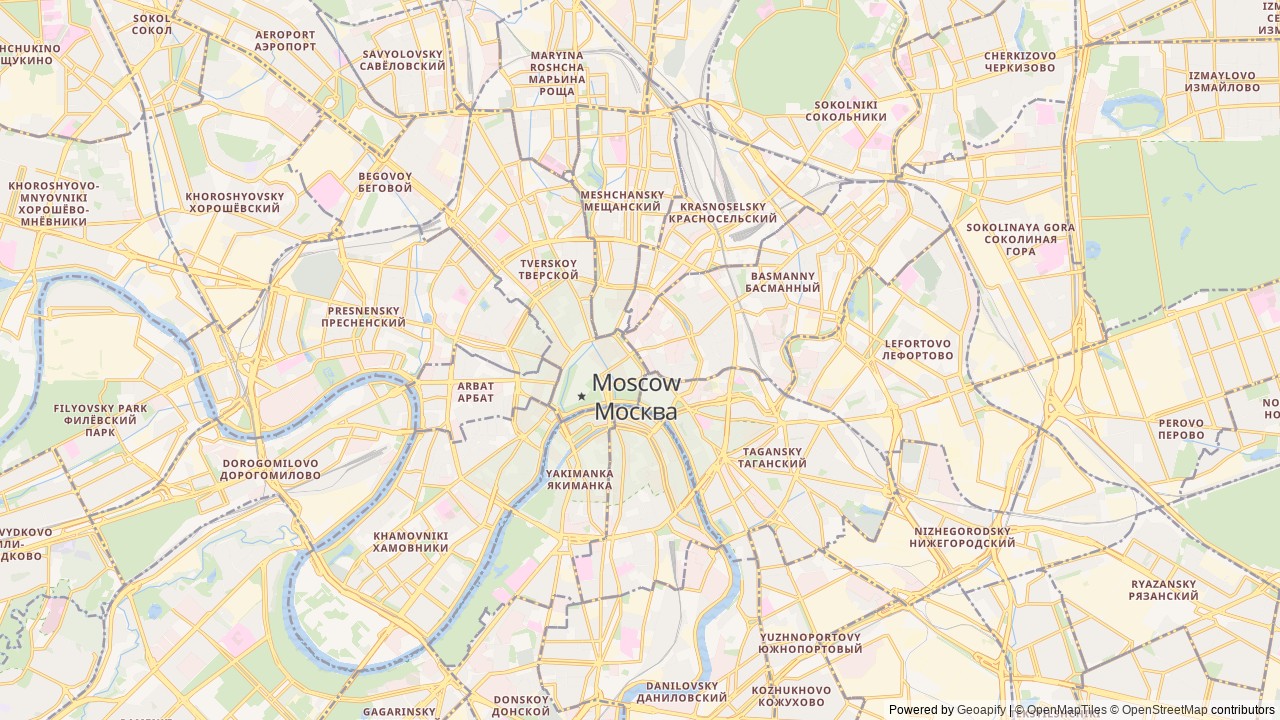 SOKOL
СОКОЛ
AEROPORT
АЭРОПОРТ
SAVYOLOVSKY
САВЁЛОВСКИЙ
MARYINA
ROSHCHA
МАРЬИНА
РОЩА
CHERKIZOVO
ЧЕРКИЗОВО
IZMAYLOVO
ИЗМАЙЛОВО
SOKOLNIKI
СОКОЛЬНИКИ
KHOROSHYOVO-
MNYOVNIKI
ХОРОШЁВО-
МНЁВНИКИ
KHOROSHYOVSKY
ХОРОШЁВСКИЙ
BEGOVOY
БЕГОВОЙ
MESHCHANSKY
МЕЩАНСКИЙ
KRASNOSELSKY
КРАСНОСЕЛЬСКИЙ
SOKOLINAYA GORA
СОКОЛИНАЯ
ГОРА
TVERSKOY
ТВЕРСКОЙ
BASMANNY
БАСМАННЫЙ
PRESNENSKY
ПРЕСНЕНСКИЙ
LEFORTOVO
ЛЕФОРТОВО
Moscow
Москва
ARBAT
АРБАТ
FILYOVSKY PARK
ФИЛЁВСКИЙ
ПАРК
PEROVO
ПЕРОВО
DOROGOMILOVO
ДОРОГОМИЛОВО
YAKIMANKA
ЯКИМАНКА
TAGANSKY
ТАГАНСКИЙ
KHAMOVNIKI
ХАМОВНИКИ
NIZHEGORODSKY
НИЖЕГОРОДСКИЙ
RYAZANSKY
РЯЗАНСКИЙ
YUZHNOPORTOVY
ЮЖНОПОРТОВЫЙ
DANILOVSKY
ДАНИЛОВСКИЙ
KOZHUKHOVO
КОЖУХОВО
DONSKOY
ДОНСКОЙ
GAGARINSKY
Powered by Geoapify | © OpenMapTiles © OpenStreetMap contributors